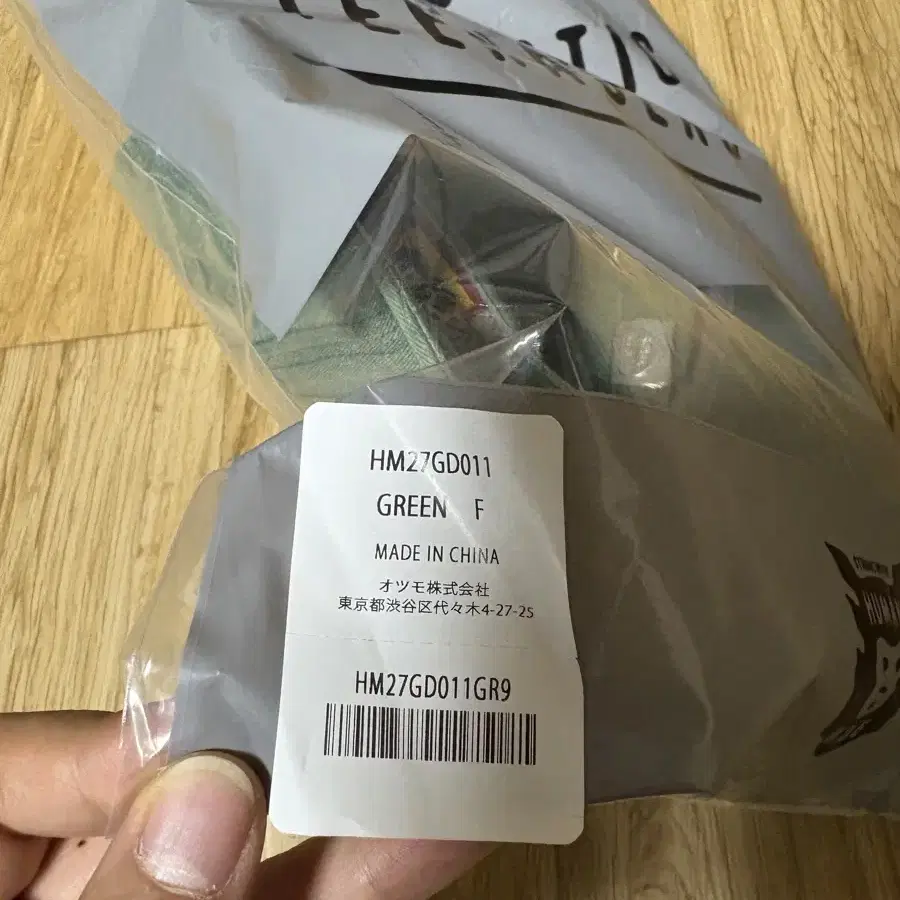 HM27GD011
GREEN F
MADE IN CHINA
オツモ株式会社
東京都渋谷区代々木4-27-25
HM27GD011GR9